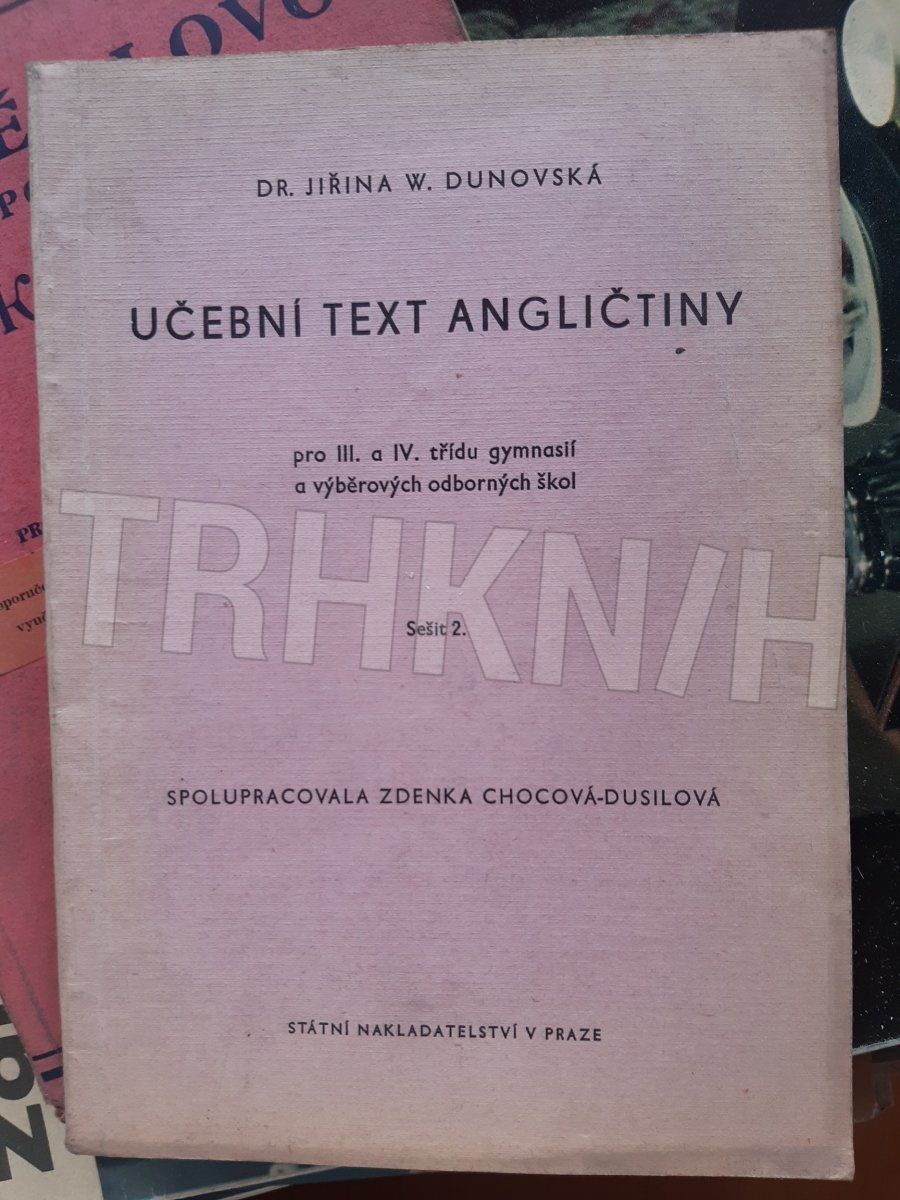 DR. JIŘINA W. DUNOVSKÁ
UČEBNÍ TEXT ANGLIČTINY
pro III. a IV. třídu gymnasií
a výběrových odborných škol
TRHKNIH
Sešit 2.
SPOLUPRACOVALA ZDENKA CHOCOVÁ-DUSILOVÁ
STÁTNÍ NAKLADATELSTVÍ V PRAZE